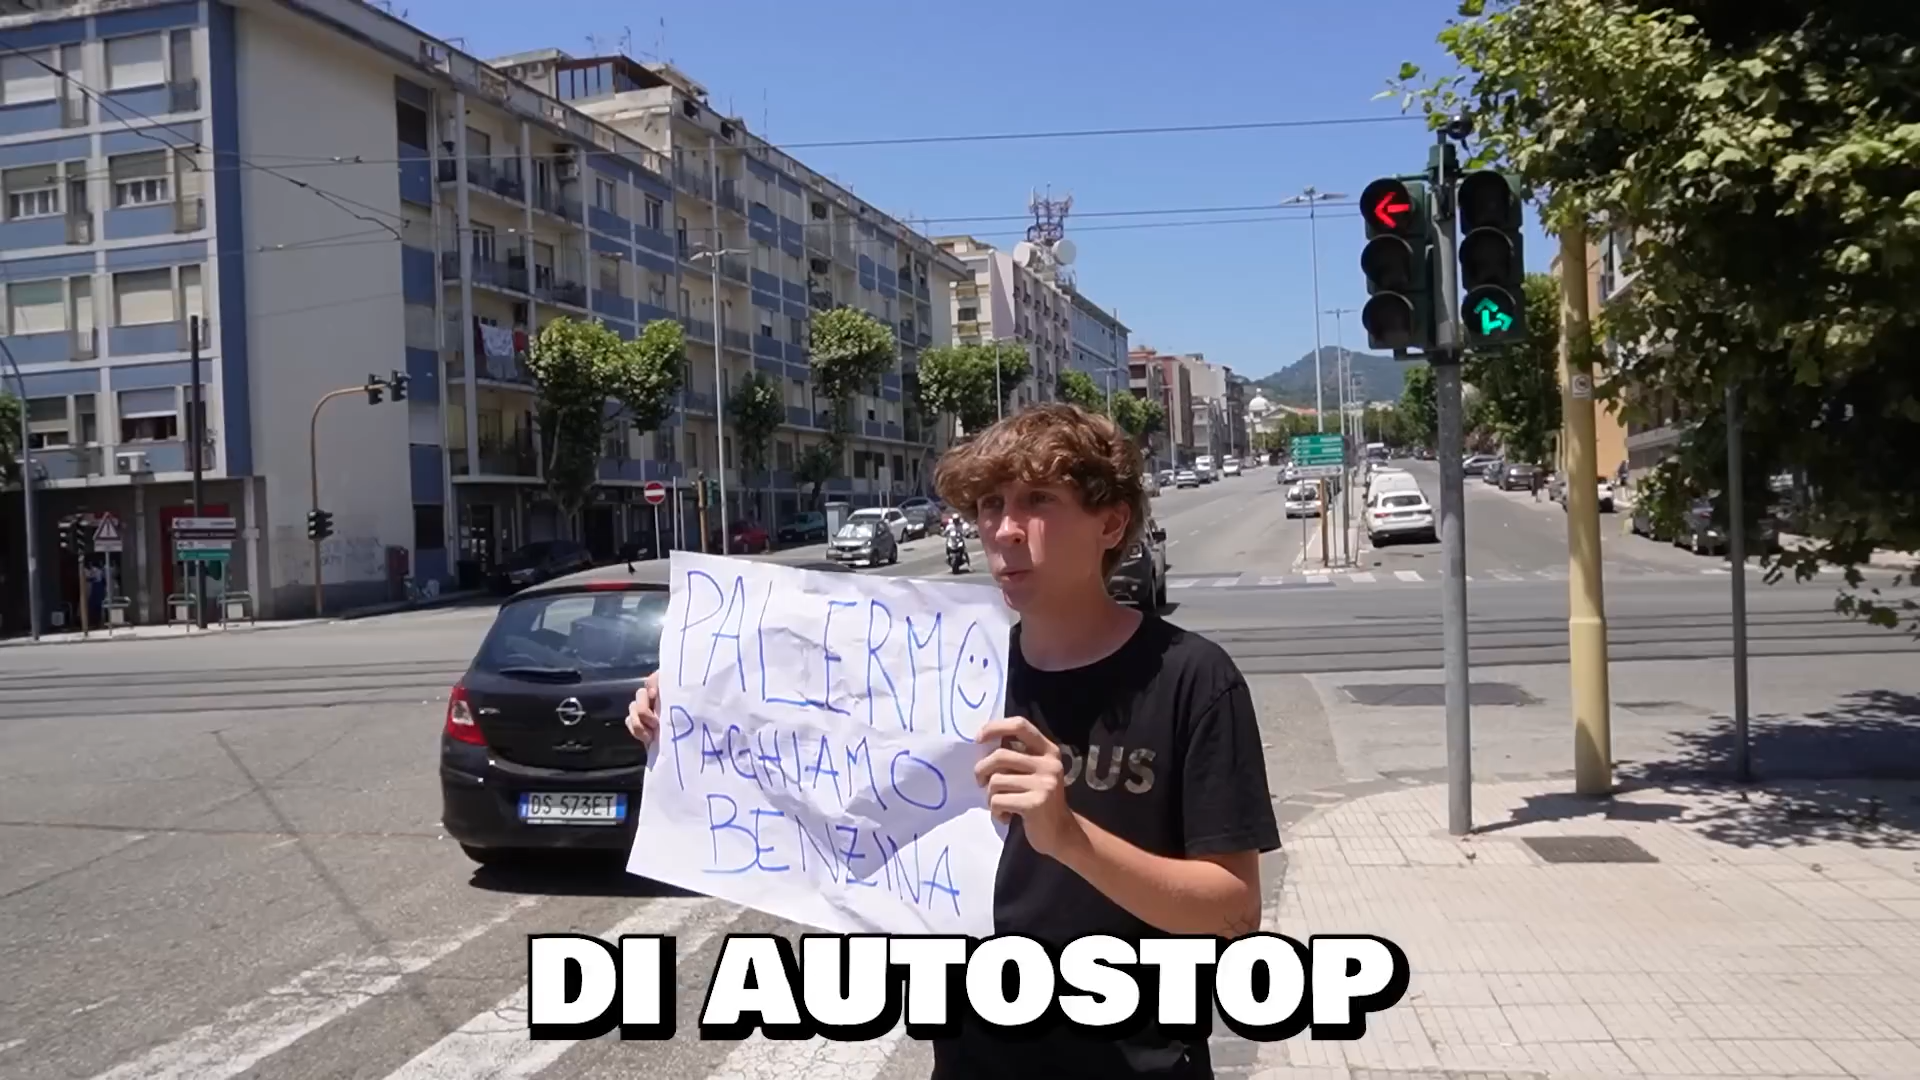 PALERMO
PAGHIAMO
BENZINA
DS 573ET
DI AUTOSTOP